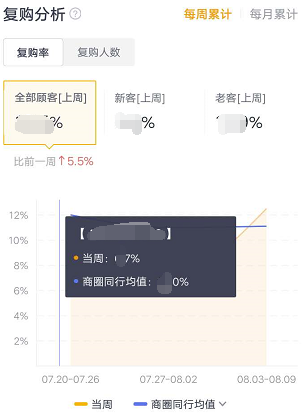 复购分析 ? 每周累计 每月累计
复购率 复购人数
全部顾客[上周] 新客[上周] 老客[上周]
% % %
比前一周↑5.5%
12%
【 】
10%
当周： 7%
8%
商圈同行均值： 0%
6%
4%
2%
07.20-07.26 07.27-08.02 08.03-08.09
当周 商圈同行均值